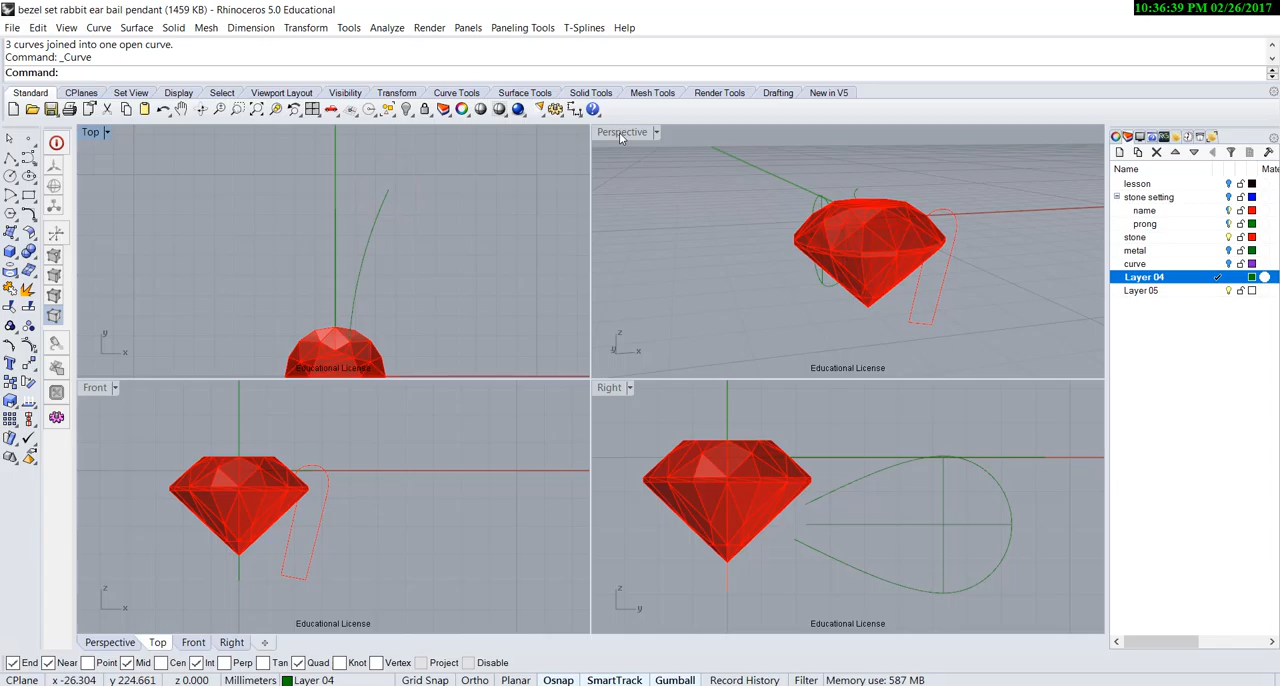 bezel set rabbit ear bail pendant (1459 KB) - Rhinoceros 5.0 Educational
10:36:39 PM 02/26/2017
File Edit View Curve Surface Solid Mesh Dimension Transform Tools Analyze Render Panels Paneling Tools T-Splines Help
3 curves joined into one open curve.
Command: _Curve
Command:
Standard CPlanes Set View Display Select Viewport Layout Visibility Transform Curve Tools Surface Tools Solid Tools Mesh Tools Render Tools Drafting New in V5
Top
Perspective
Name Mate
lesson
stone setting
name
prong
stone
metal
curve
Layer 04
Layer 05
y
x
Educational License
z
y x
Educational License
Front
Right
z
x
Educational License
z
y
Educational License
Perspective Top Front Right
End Near Point Mid Cen Int Perp Tan Quad Knot Vertex Project Disable
CPlane x -26.304 y 224.661 z 0.000 Millimeters Layer 04 Grid Snap Ortho Planar Osnap SmartTrack Gumball Record History Filter Memory use: 587 MB